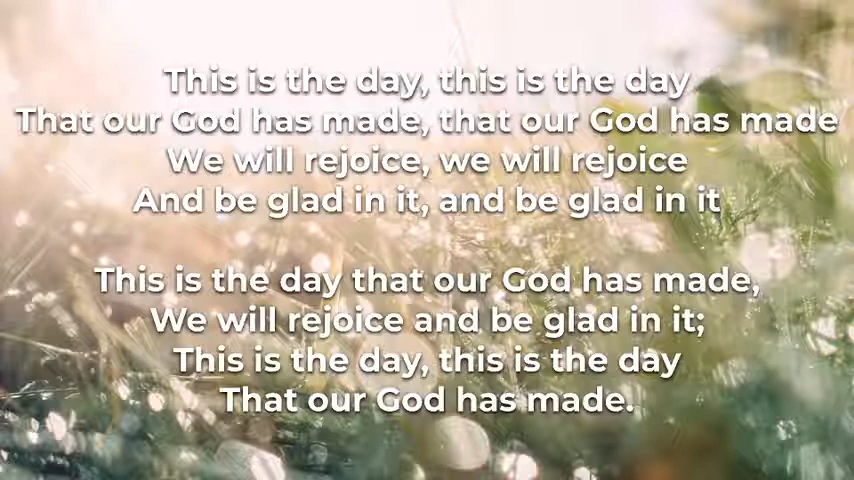 This is the day, this is the day
That our God has made, that our God has made
We will rejoice, we will rejoice
And be glad in it, and be glad in it
This is the day that our God has made,
We will rejoice and be glad in it;
This is the day, this is the day
That our God has made.